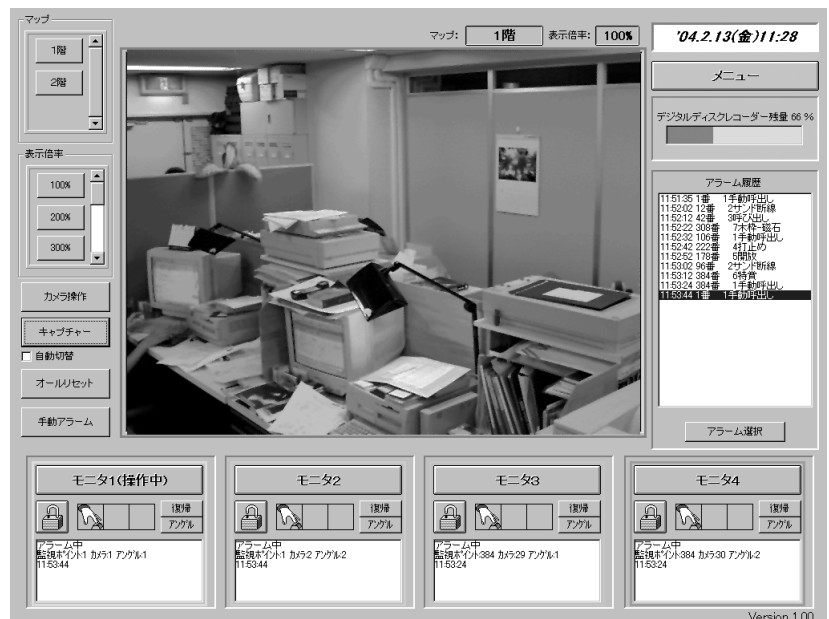 マップ
1階
2階
表示倍率
100%
200%
300%
カメラ操作
キャプチャー
自動切替
オールリセット
手動アラーム
マップ: 1階 表示倍率: 100%
'04.2.13(金)11:28
メニュー
デジタルディスクレコーダー残量 66 %
アラーム履歴
11:51:35 1番 1手動呼出し
11:52:02 12番 2サンド断線
11:52:12 42番 3呼び出し
11:52:22 308番 7木枠-磁石
11:52:32 106番 1手動呼出し
11:52:42 222番 4打止め
11:52:52 178番 5開放
11:53:02 96番 2サンド断線
11:53:12 384番 6特賞
11:53:24 384番 1手動呼出し
11:53:44 1番 1手動呼出し
アラーム選択
モニタ1(操作中)
復帰
アングル
アラーム中
監視ポイント:1 カメラ:1 アングル:1
11:53:44
モニタ2
復帰
アングル
アラーム中
監視ポイント:1 カメラ:2 アングル:2
11:53:44
モニタ3
復帰
アングル
アラーム中
監視ポイント:384 カメラ:29 アングル:1
11:53:24
モニタ4
復帰
アングル
アラーム中
監視ポイント:384 カメラ:30 アングル:2
11:53:24
Version 1.00